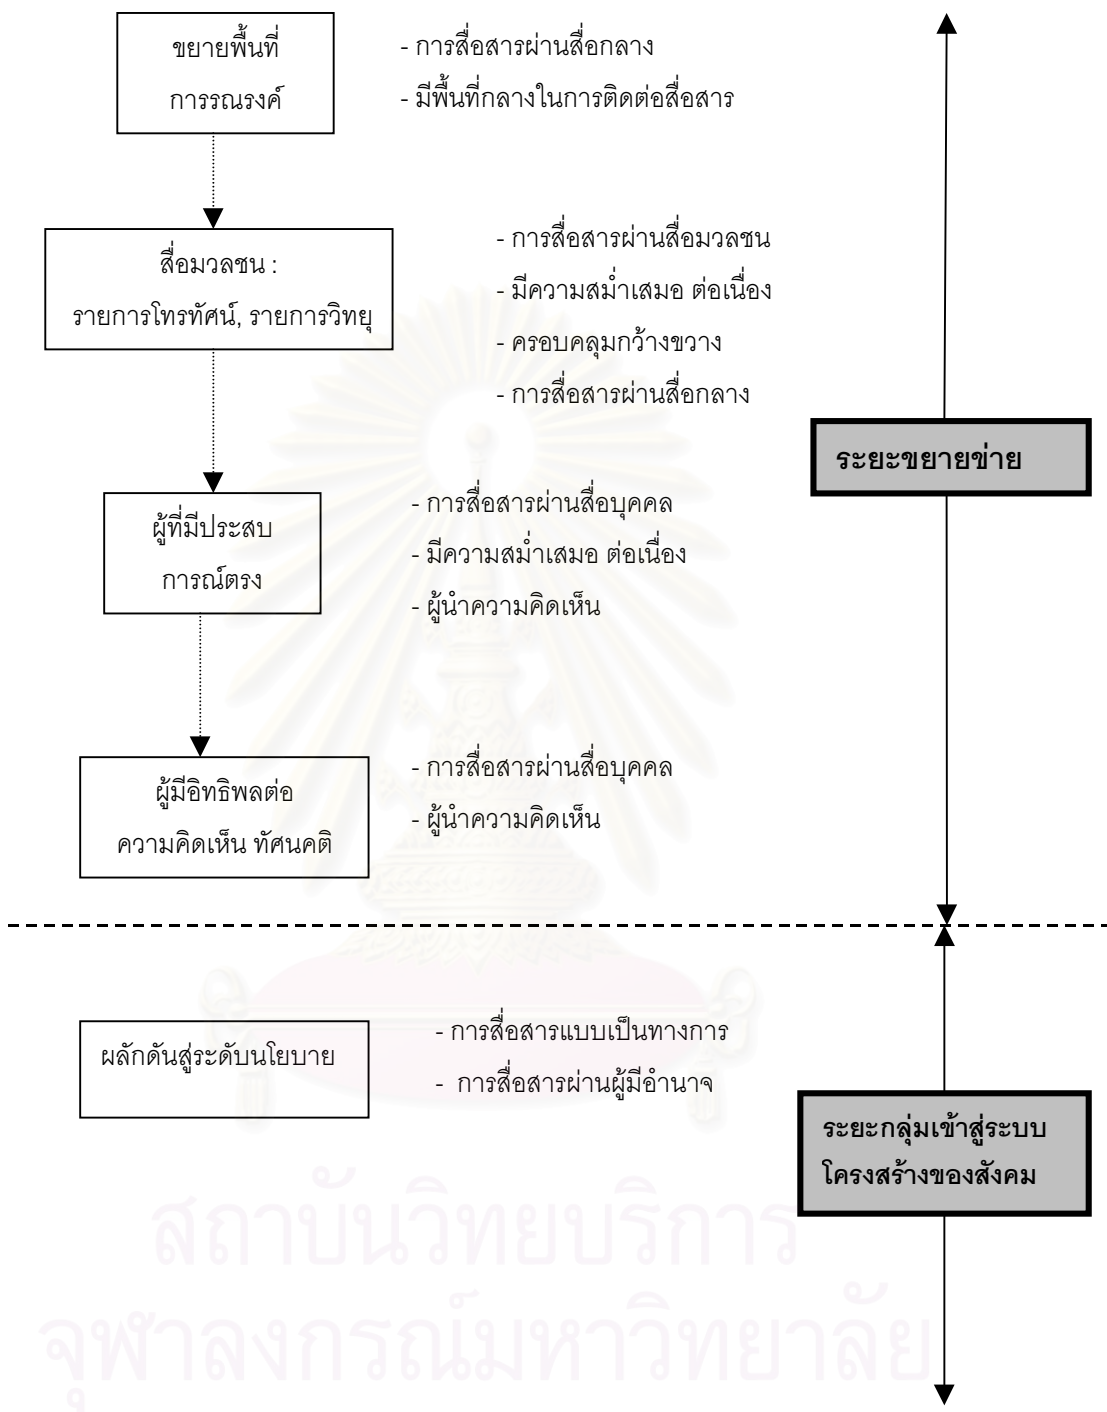 ขยายพื้นที่
การรณรงค์
- การสื่อสารผ่านสื่อกลาง
- มีพื้นที่กลางในการติดต่อสื่อสาร
สื่อมวลชน :
รายการโทรทัศน์, รายการวิทยุ
- การสื่อสารผ่านสื่อมวลชน
- มีความสม่ำเสมอ ต่อเนื่อง
- ครอบคลุมกว้างขวาง
- การสื่อสารผ่านสื่อกลาง
ระยะขยายข่าย
ผู้ที่มีประสบ
การณ์ตรง
- การสื่อสารผ่านสื่อบุคคล
- มีความสม่ำเสมอ ต่อเนื่อง
- ผู้นำความคิดเห็น
ผู้มีอิทธิพลต่อ
ความคิดเห็น ทัศนคติ
- การสื่อสารผ่านสื่อบุคคล
- ผู้นำความคิดเห็น
ผลักดันสู่ระดับนโยบาย
- การสื่อสารแบบเป็นทางการ
- การสื่อสารผ่านผู้มีอำนาจ
ระยะกลุ่มเข้าสู่ระบบ
โครงสร้างของสังคม
สถาบันวิทยบริการ
จุฬาลงกรณ์มหาวิทยาลัย